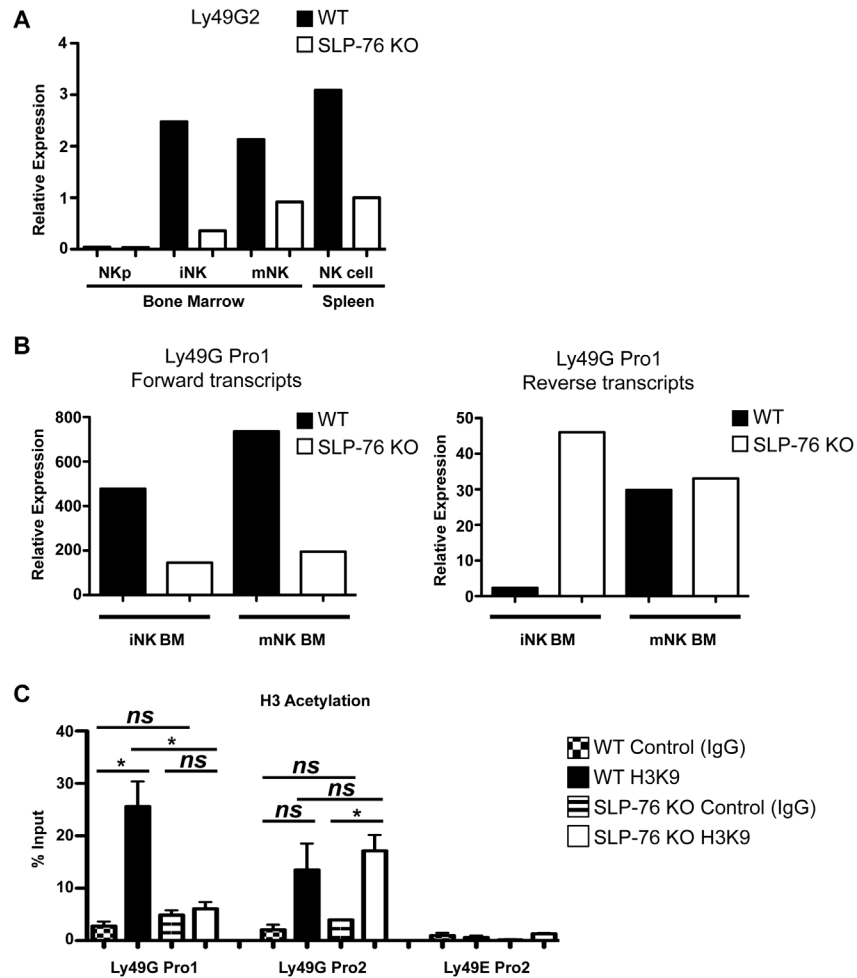 A
Ly49G2
WT
SLP-76 KO
Relative Expression
4
3
2
1
0
NKp iNK mNK NK cell
Bone Marrow Spleen
B
Ly49G Pro1
Forward transcripts
WT
SLP-76 KO
Relative Expression
800
600
400
200
0
iNK BM mNK BM
Ly49G Pro1
Reverse transcripts
WT
SLP-76 KO
Relative Expression
50
40
30
20
10
0
iNK BM mNK BM
C
H3 Acetylation
% Input
40
30
20
10
0
ns
*
* ns
ns
ns
ns *
WT Control (IgG)
WT H3K9
SLP-76 KO Control (IgG)
SLP-76 KO H3K9
Ly49G Pro1 Ly49G Pro2 Ly49E Pro2